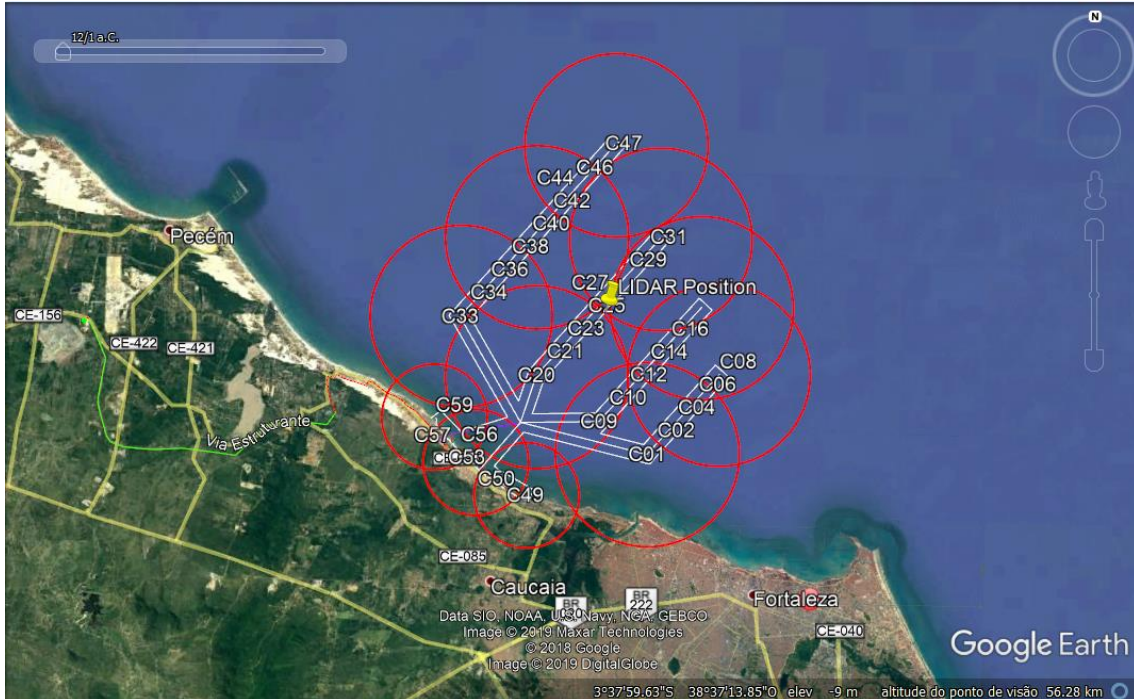 12/1 a.C.
N
C47
C46
C44
C42
C40
C31
C38
C29
C36
C27
LIDAR Position
C34
C25
C33
C23
C16
C21
C14
C08
C20
C12
C06
C10
C04
C59
C09
C02
C57
C56
C01
C53
C50
C49
Pecém
CE-156
CE-422
CE-421
Via Estruturante
CE-085
Caucaia
BR
222
Fortaleza
CE-040
Data SIO, NOAA, U.S. Navy, NGA, GEBCO
Image © 2019 Maxar Technologies
© 2018 Google
Image © 2019 DigitalGlobe
Google Earth
3°37'59.63"S 38°37'13.85"O elev -9 m altitude do ponto de visão 56.28 km